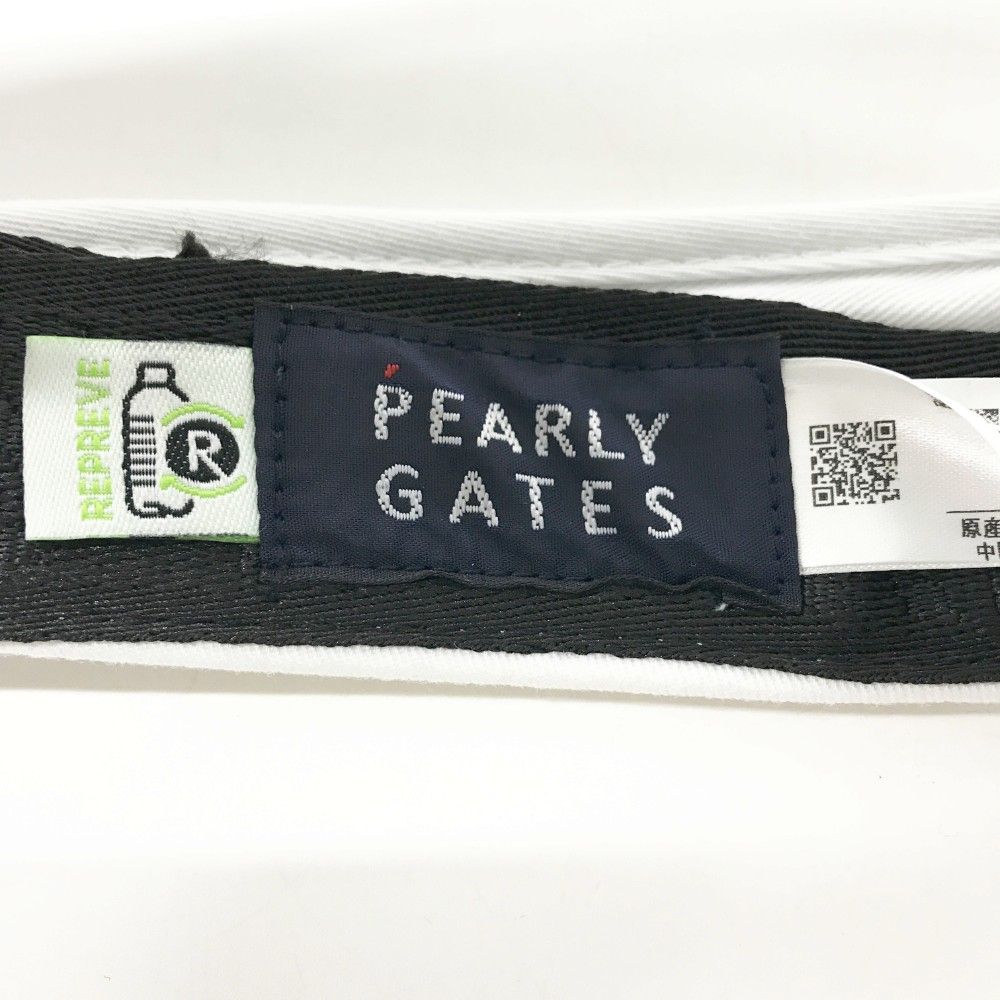 REPREVE
R
PEARLY
GATES
原産
中